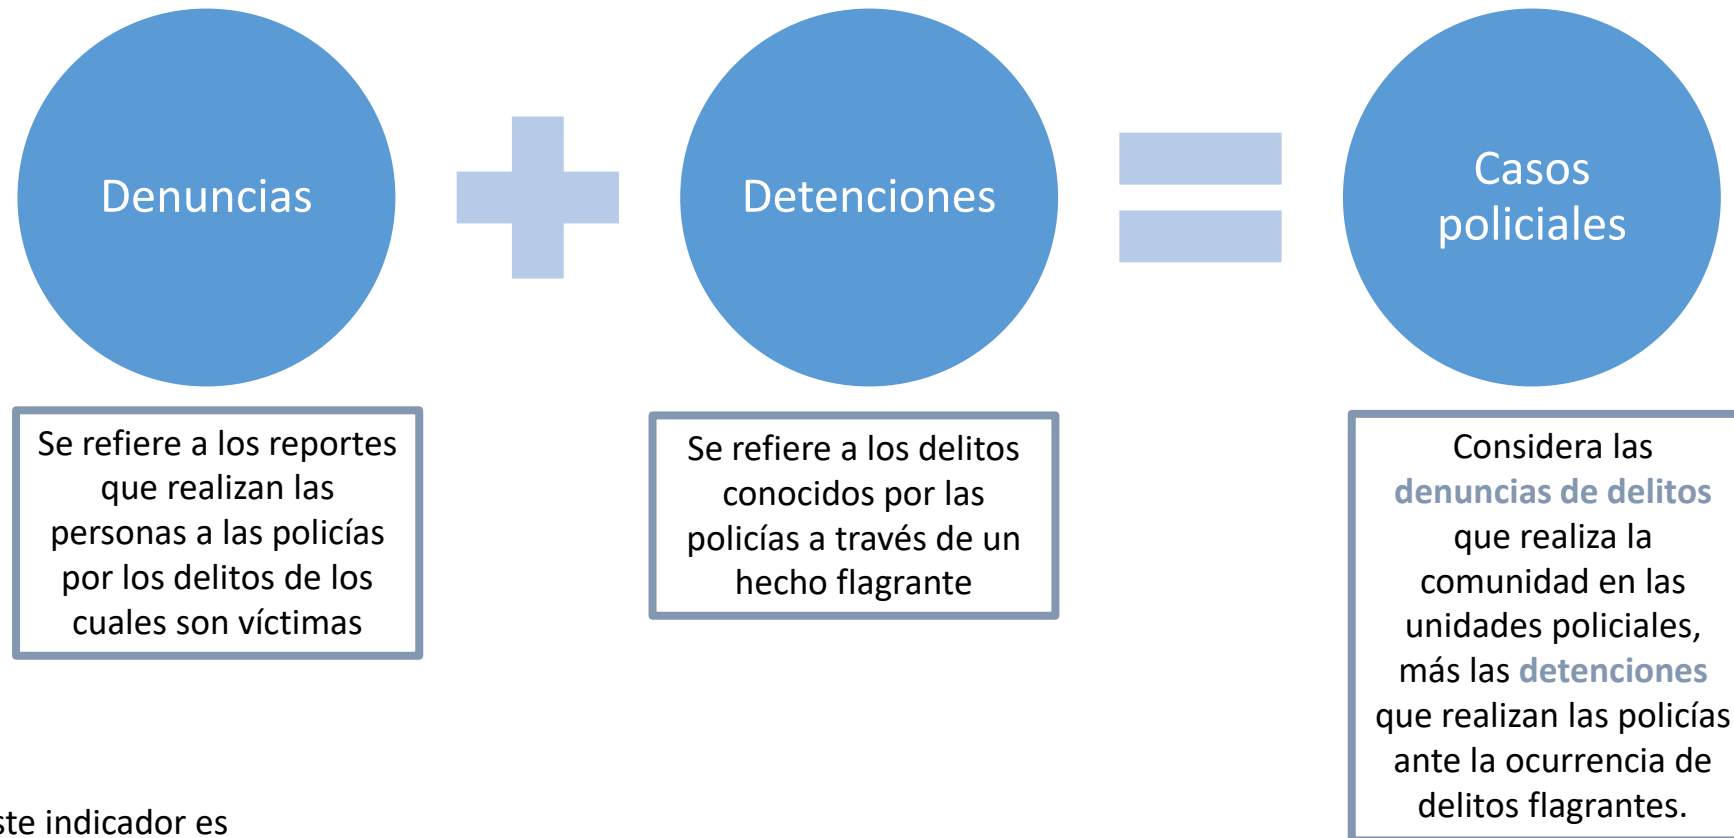 Denuncias
Detenciones
Casos
policiales
Se refiere a los reportes
que realizan las
personas a las policías
por los delitos de los
cuales son víctimas
Se refiere a los delitos
conocidos por las
policías a través de un
hecho flagrante
Considera las
denuncias de delitos
que realiza la
comunidad en las
unidades policiales,
más las detenciones
que realizan las policías
ante la ocurrencia de
delitos flagrantes.
ste indicador es